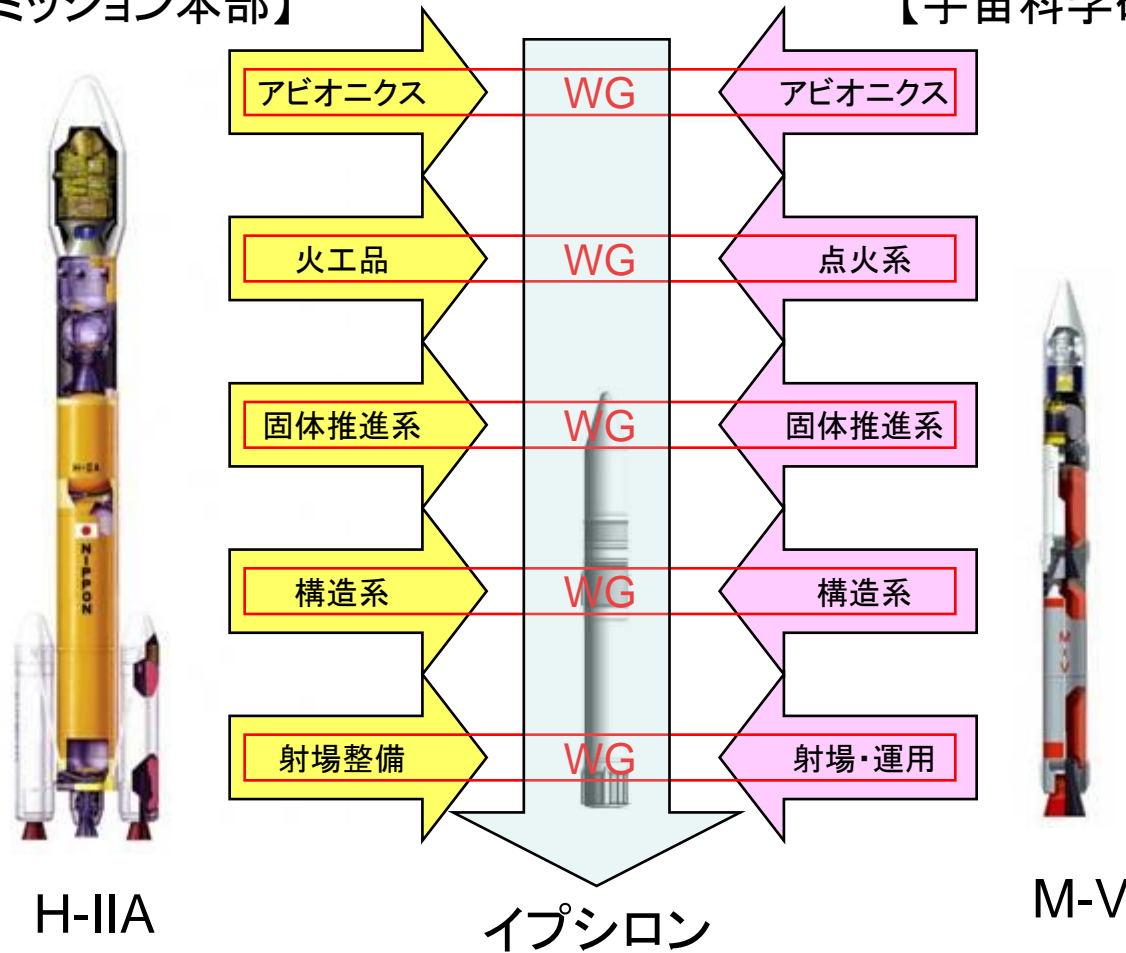 ミッション本部】
【宇宙科学
アビオニクス WG アビオニクス
火工品 WG 点火系
固体推進系 WG 固体推進系
構造系 WG 構造系
射場整備 WG 射場・運用
H-IIA
NIPPON
M-V
H-IIA
イプシロン
M-V